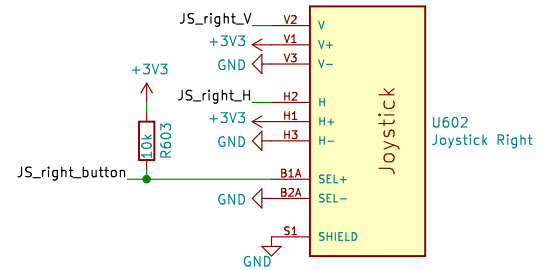 JS_right_V V2 V
+3V3 V1 V+
GND V3 V-
+3V3
JS_right_H H2 H
+3V3 H1 H+
GND H3 H-
10k R603
Joystick
U602
Joystick Right
JS_right_button B1A SEL+
GND B2A SEL-
S1 SHIELD
GND